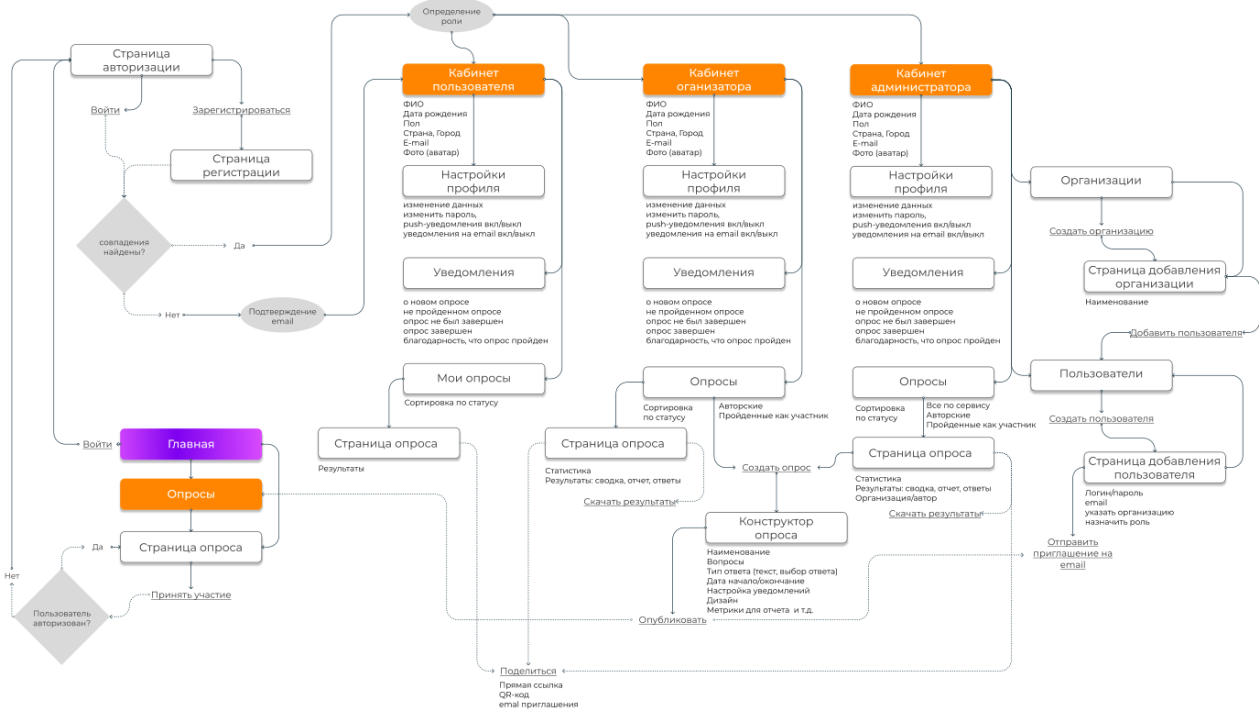 Определение
роли
Страница
авторизации
Войти
Зарегистрироваться
Страница
регистрации
совпадения
найдены?
Да
Нет
Подтверждение
email
Кабинет
пользователя
ФИО
Дата рождения
Пол
Страна, Город
E-mail
Фото (аватар)
Настройки
профиля
изменение данных
изменить пароль,
push-уведомления вкл/выкл
уведомления на email вкл/выкл
Уведомления
о новом опросе
не пройденном опросе
опрос не был завершен
опрос завершен
благодарность, что опрос пройден
Мои опросы
Сортировка по статусу
Страница опроса
Результаты
Кабинет
оганизатора
ФИО
Дата рождения
Пол
Страна, Город
E-mail
Фото (аватар)
Настройки
профиля
изменение данных
изменить пароль,
push-уведомления вкл/выкл
уведомления на email вкл/выкл
Уведомления
о новом опросе
не пройденном опросе
опрос не был завершен
опрос завершен
благодарность, что опрос пройден
Опросы
Сортировка
по статусу
Авторские
Пройденные как участник
Страница опроса
Статистика
Результаты: сводка, отчет, ответы
Скачать результаты
Создать опрос
Конструктор
опроса
Наименование
Вопросы
Тип ответа (текст, выбор ответа)
Дата начало/окончание
Настройка уведомлений
Дизайн
Метрики для отчета и т.д.
Опубликовать
Кабинет
администратора
ФИО
Дата рождения
Пол
Страна, Город
E-mail
Фото (аватар)
Настройки
профиля
изменение данных
изменить пароль,
push-уведомления вкл/выкл
уведомления на email вкл/выкл
Уведомления
о новом опросе
не пройденном опросе
опрос не был завершен
опрос завершен
благодарность, что опрос пройден
Опросы
Сортировка
по статусу
Все по сервису
Авторские
Пройденные как участник
Страница опроса
Статистика
Результаты: сводка, отчет, ответы
Организация/автор
Скачать результаты
Организации
Создать организацию
Страница добавления
организации
Наименование
Добавить пользователя
Пользователи
Создать пользователя
Страница добавления
пользователя
Логин/пароль
email
указать организацию
назначить роль
Отправить
приглашение на
email
Войти
Главная
Опросы
Страница опроса
Да
Нет
Принять участие
Пользователь
авторизован?
Поделиться
Прямая ссылка
QR-код
emal приглашения